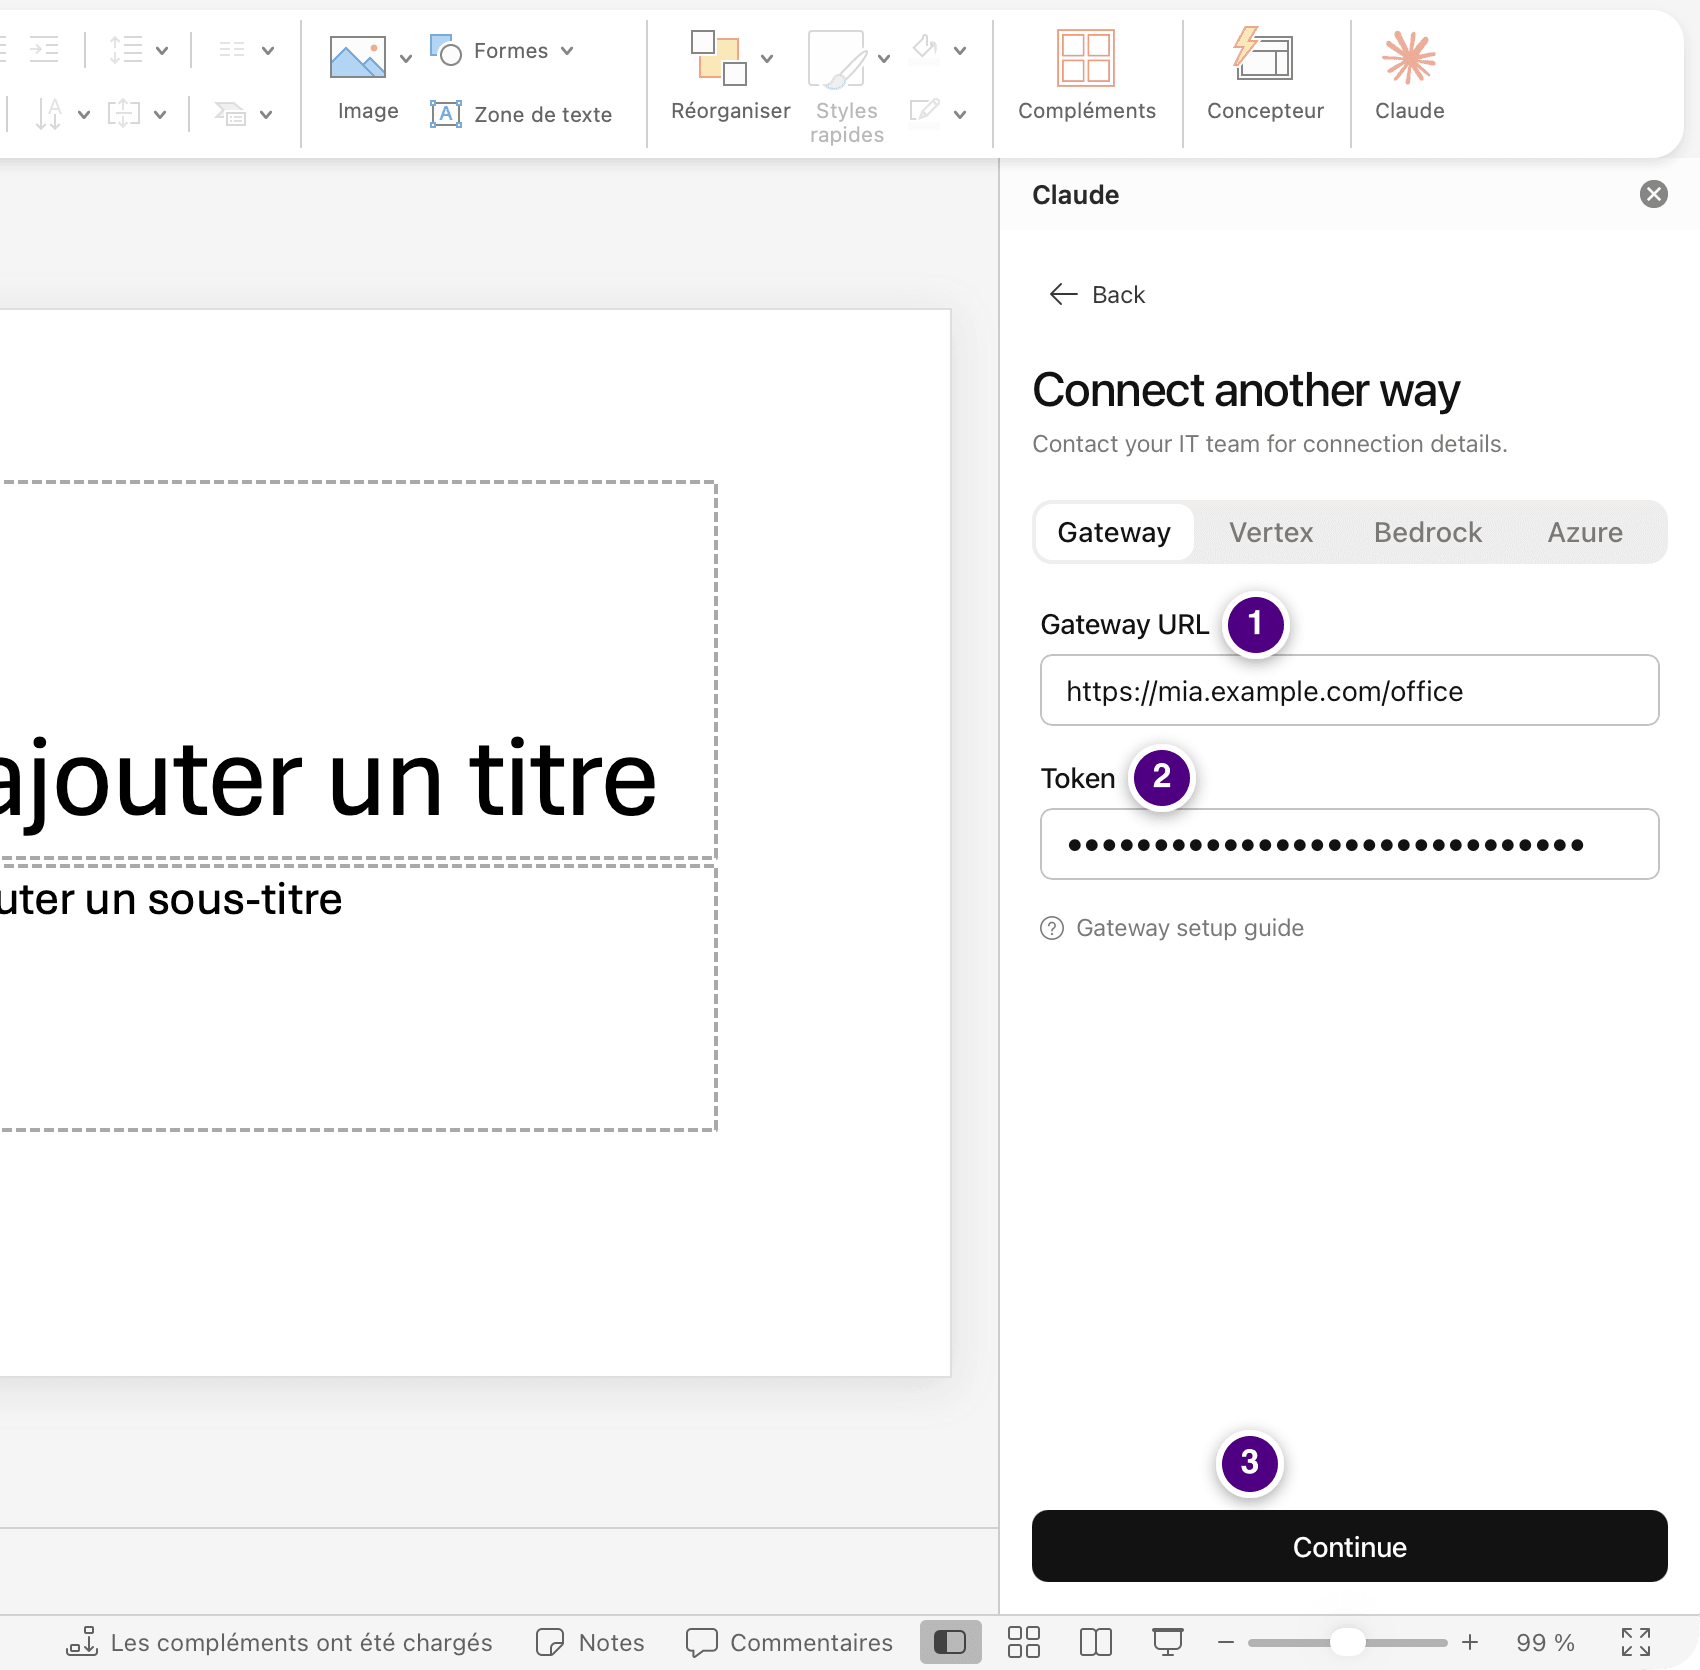 Image
Formes
A Zone de texte
Réorganiser
Styles
rapides
Compléments
Concepteur
Claude
Claude
Back
Connect another way
Contact your IT team for connection details.
Gateway Vertex Bedrock Azure
Gateway URL 1
https://mia.example.com/office
Token 2
••••••••••••••••••••••••••••••
? Gateway setup guide
ajouter un titre
uter un sous-titre
3
Continue
Les compléments ont été chargés Notes Commentaires 99 %